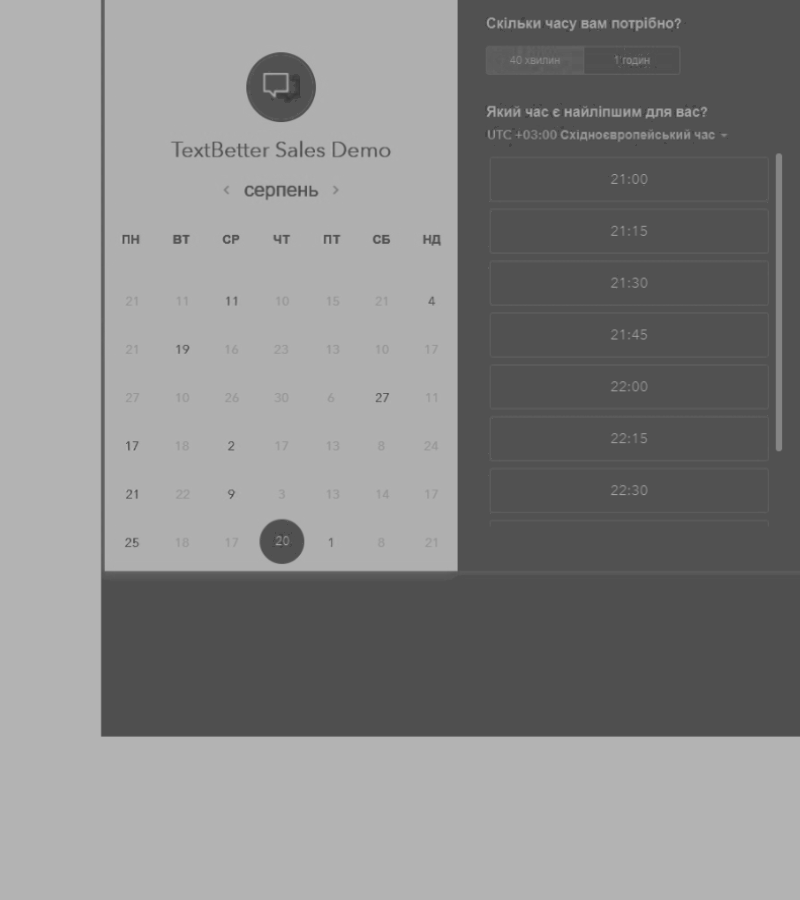 TextBetter Sales Demo
серпень
ПН ВТ СР ЧТ ПТ СБ НД
21 11 11 10 15 21 4
21 19 16 23 13 10 17
27 10 26 30 6 27 11
17 18 2 17 13 8 24
21 22 9 3 13 14 17
25 18 17 20 1 8 21
Скільки часу вам потрібно?
40 хвилин 1 годин
Який час є найліпшим для вас?
UTC +03:00 Східноєвропейський час
21:00
21:15
21:30
21:45
22:00
22:15
22:30